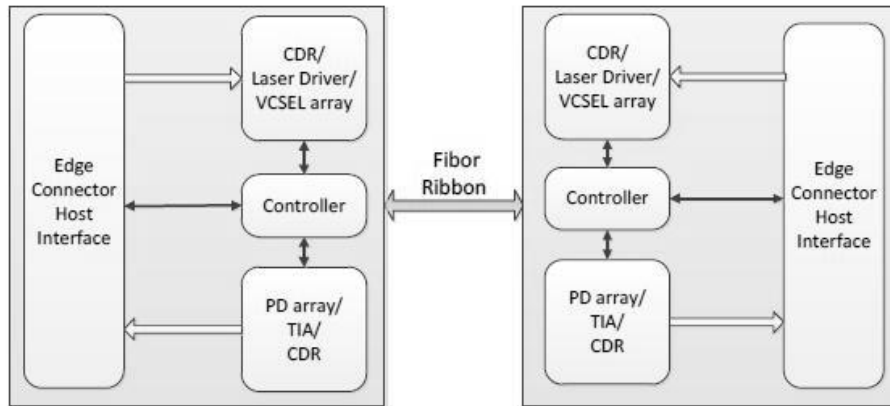 Edge
Connector
Host
Interface
CDR/
Laser Driver/
VCSEL array
Controller
PD array/
TIA/
CDR
Fibor
Ribbon
CDR/
Laser Driver/
VCSEL array
Controller
PD array/
TIA/
CDR
Edge
Connector
Host
Interface